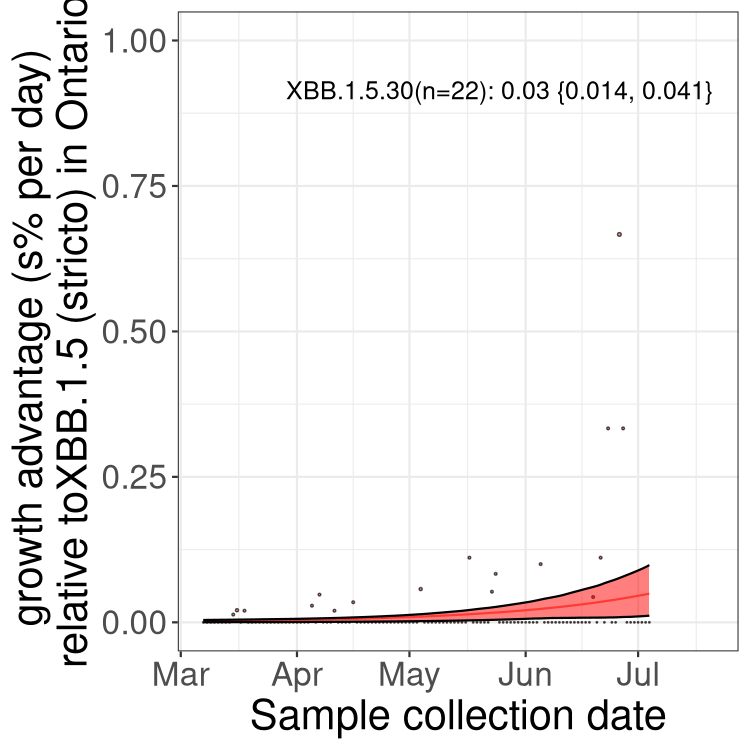 growth advantage (s% per day)
relative toXBB.1.5 (stricto) in Ontario
1.00
0.75
0.50
0.25
0.00
XBB.1.5.30(n=22): 0.03 {0.014, 0.041}
Mar Apr May Jun Jul
Sample collection date